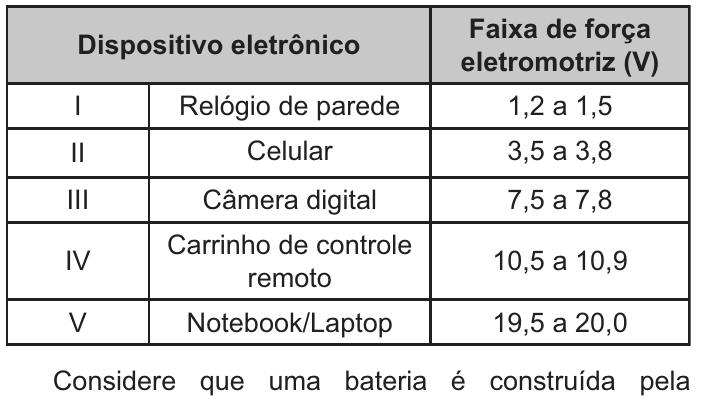 Dispositivo eletrônico
Faixa de força
eletromotriz (V)
I Relógio de parede 1,2 a 1,5
II Celular 3,5 a 3,8
III Câmera digital 7,5 a 7,8
IV Carrinho de controle
remoto 10,5 a 10,9
V Notebook/Laptop 19,5 a 20,0
Considere que uma bateria é construída pela